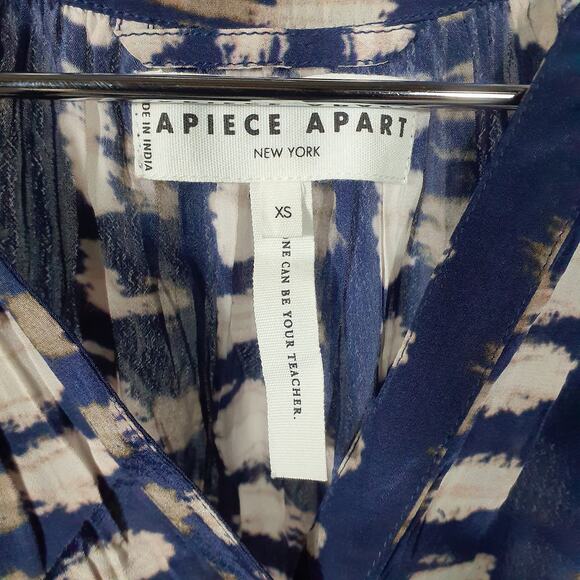 APIECE APART
NEW YORK
DE IN INDIA
XS
NE CAN BE YOUR TEACHER.